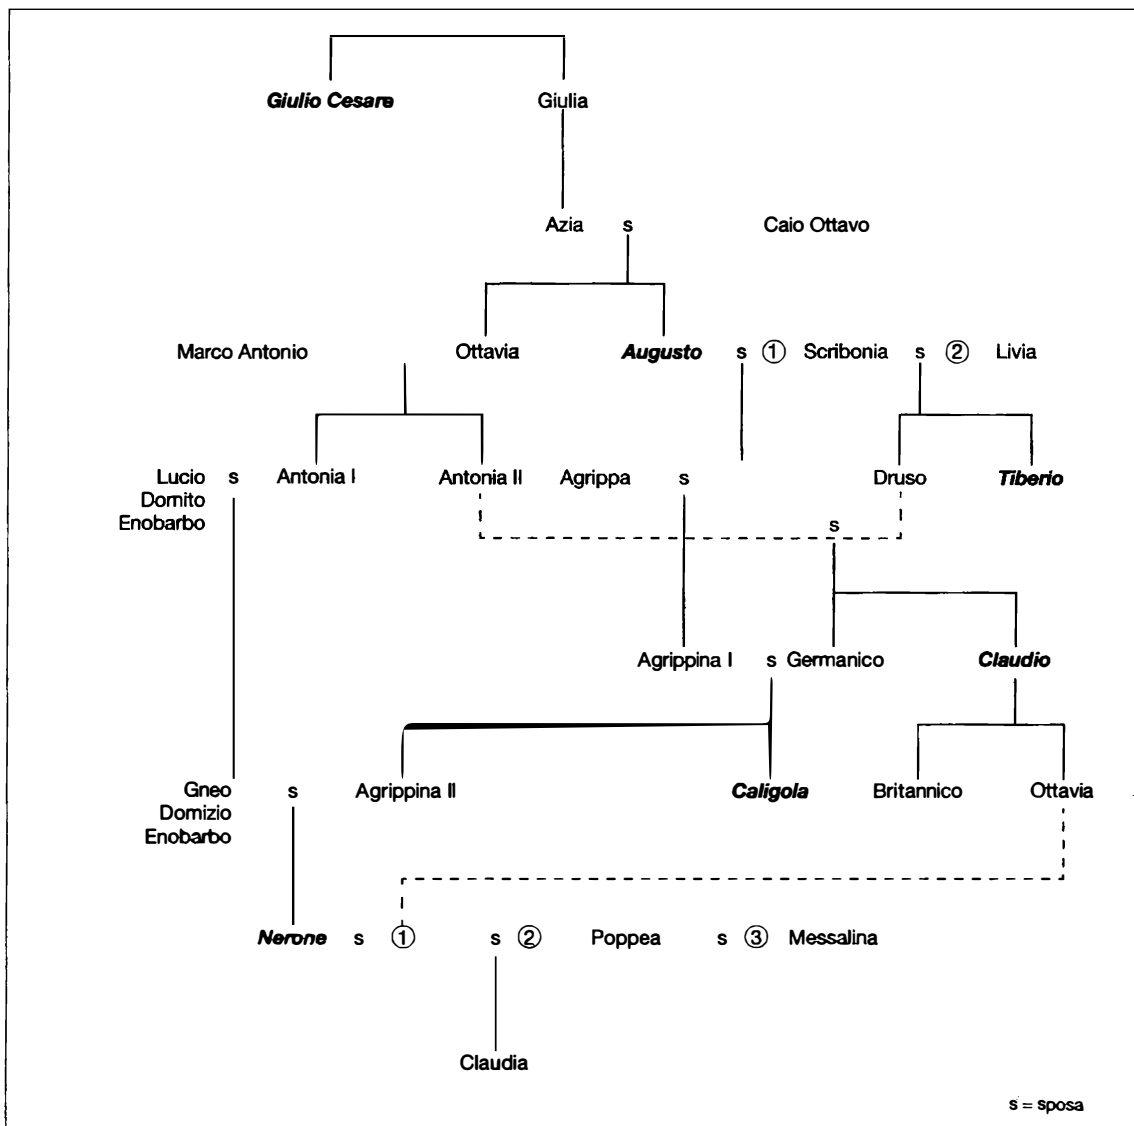 Giulio Cesare Giulia
Azia s Caio Ottavo
Marco Antonio Ottavia Augusto s 1 Scribonia s 2 Livia
Lucio s Antonia I Antonia II Agrippa s Druso Tiberio
Domito
Enobarbo s
Agrippina I s Germanico Claudio
Gneo s Agrippina II Caligola Britannico Ottavia
Domizio
Enobarbo
Nerone s 1 s 2 Poppea s 3 Messalina
Claudia
s = sposa